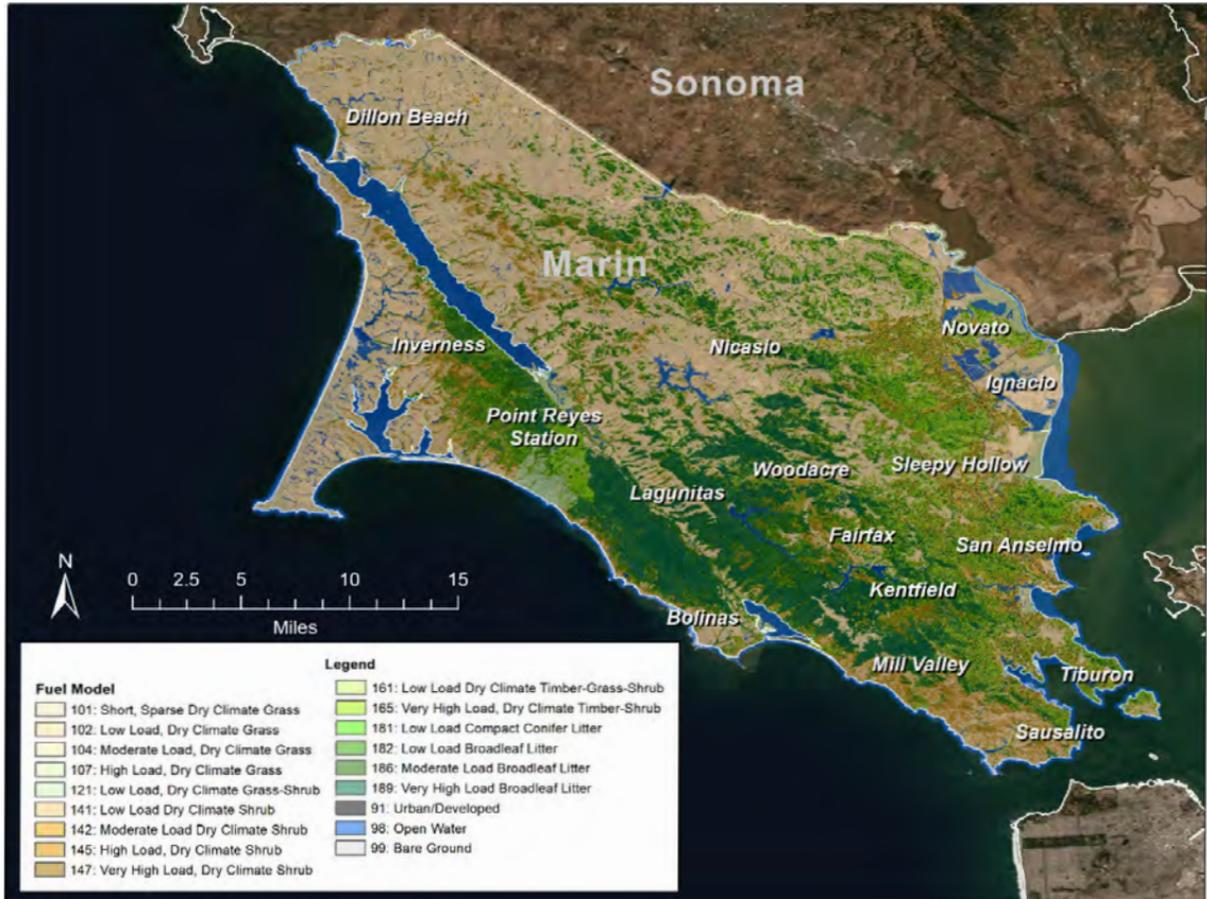 Sonoma
Dillon Beach
Marin
Novato
Inverness
Nicasio
Ignacio
Point Reyes
Station
Woodacre
Sleepy Hollow
Lagunitas
Fairfax
San Anselmo
Kentfield
Bolinas
Mill Valley
Tiburon
Sausalito
N
0 2.5 5 10 15
Miles
Legend
Fuel Model
101: Short, Sparse Dry Climate Grass
102: Low Load, Dry Climate Grass
104: Moderate Load, Dry Climate Grass
107: High Load, Dry Climate Grass
121: Low Load, Dry Climate Grass-Shrub
141: Low Load Dry Climate Shrub
142: Moderate Load Dry Climate Shrub
145: High Load, Dry Climate Shrub
147: Very High Load, Dry Climate Shrub
161: Low Load Dry Climate Timber-Grass-Shrub
165: Very High Load, Dry Climate Timber-Shrub
181: Low Load Compact Conifer Litter
182: Low Load Broadleaf Litter
186: Moderate Load Broadleaf Litter
189: Very High Load Broadleaf Litter
91: Urban/Developed
98: Open Water
99: Bare Ground